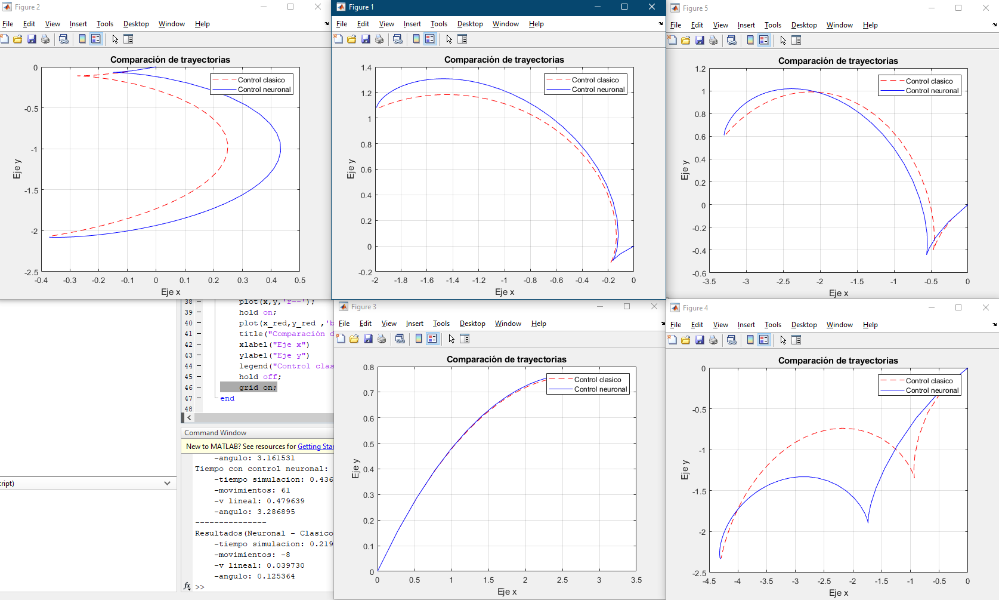 Figure 2
File Edit View Insert Tools Desktop Window Help
Comparación de trayectorias
Control clasico
Control neuronal
0
-0.5
-1
-1.5
-2
-2.5
Eje y
-0.4 -0.3 -0.2 -0.1 0 0.1 0.2 0.3 0.4 0.5
Eje x
Figure 1
File Edit View Insert Tools Desktop Window Help
Comparación de trayectorias
Control clasico
Control neuronal
1.4
1.2
1
0.8
0.6
0.4
0.2
0
-0.2
Eje y
-2 -1.8 -1.6 -1.4 -1.2 -1 -0.8 -0.6 -0.4 -0.2 0
Eje x
Figure 5
File Edit View Insert Tools Desktop Window Help
Comparación de trayectorias
Control clasico
Control neuronal
1.2
1
0.8
0.6
0.4
0.2
0
-0.2
-0.4
-0.6
Eje y
-3.5 -3 -2.5 -2 -1.5 -1 -0.5 0
Eje x
38 – plot(x,y,'r--');
39 – hold on;
40 – plot(x_red,y_red ,'b
41 – title("Comparación d
42 – xlabel("Eje x")
43 – ylabel("Eje y")
44 – legend("Control clas
45 – hold off;
46 – grid on;
47 – end
48
<
Command Window
New to MATLAB? See resources for Getting Star
-angulo: 3.161531
Tiempo con control neuronal:
-tiempo simulacion: 0.436
-movimientos: 61
-v lineal: 0.479639
-angulo: 3.286895
---------------
Resultados(Neuronal - Clasico
-tiempo simulacion: 0.219
-movimientos: -8
-v lineal: 0.039730
-angulo: 0.125364
fx >>
cript)
Figure 3
File Edit View Insert Tools Desktop Window Help
Comparación de trayectorias
Control clasico
Control neuronal
0.8
0.7
0.6
0.5
0.4
0.3
0.2
0.1
0
Eje y
0 0.5 1 1.5 2 2.5 3 3.5
Eje x
Figure 4
File Edit View Insert Tools Desktop Window Help
Comparación de trayectorias
Control clasico
Control neuronal
0
-0.5
-1
-1.5
-2
-2.5
Eje y
-4.5 -4 -3.5 -3 -2.5 -2 -1.5 -1 -0.5 0
Eje x